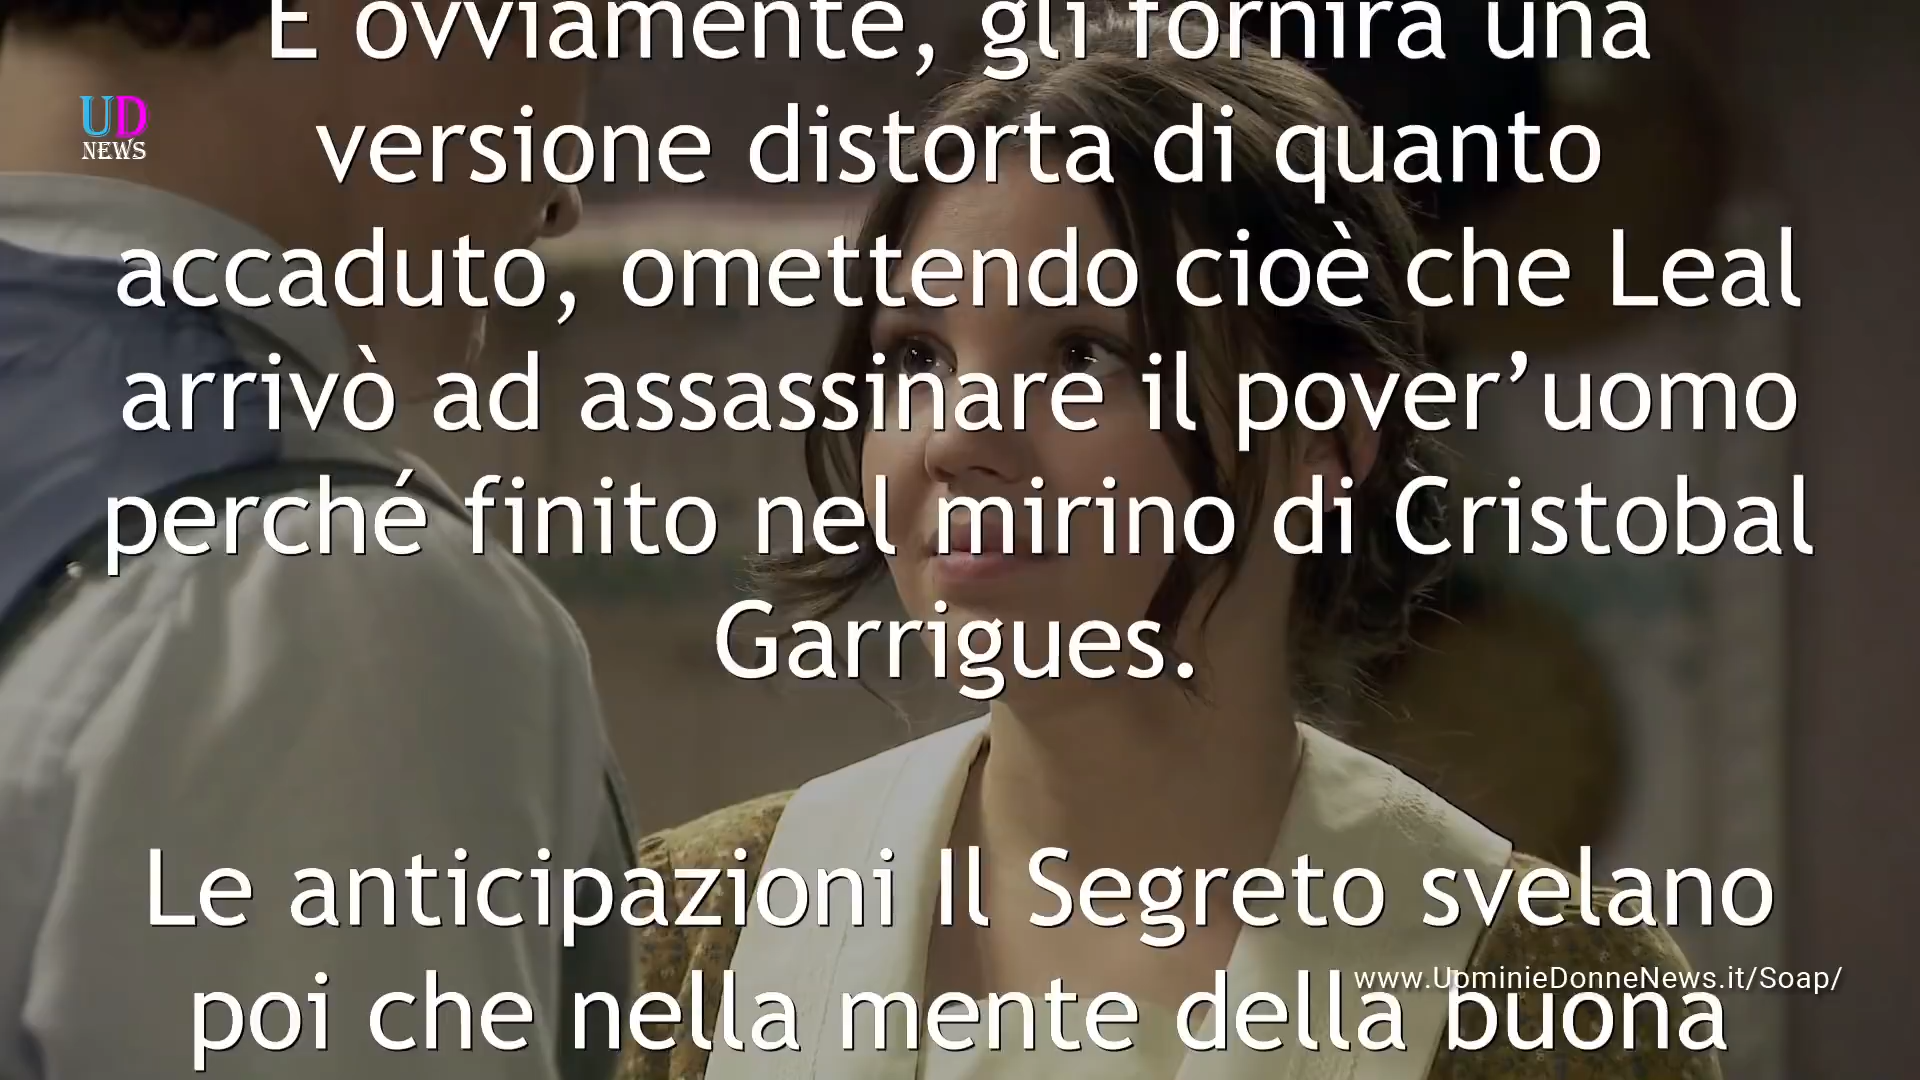 E ovviamente, gli fornirà una
UD
NEWS
versione distorta di quanto
accaduto, omettendo cioè che Leal
arrivò ad assassinare il pover’uomo
perché finito nel mirino di Cristobal
Garrigues.
Le anticipazioni Il Segreto svelano
www.UominieDonneNews.it/Soap/
poi che nella mente della buona